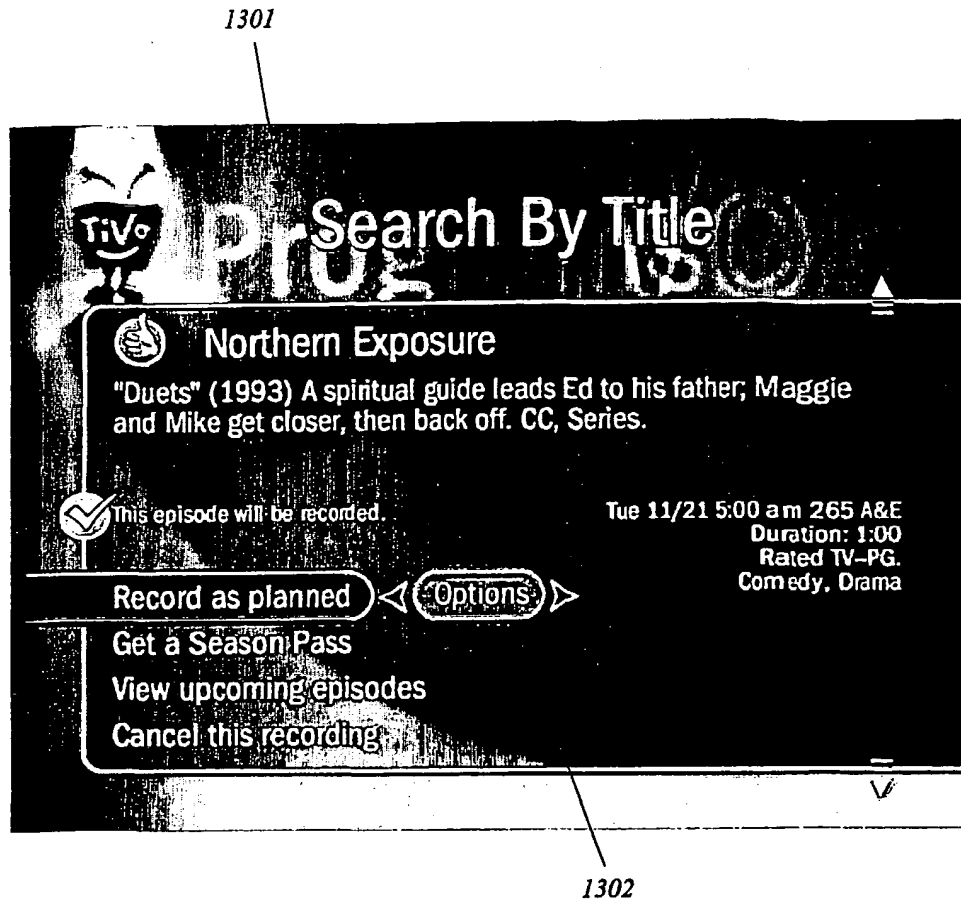 1301
TiVo
Search By Title
Northern Exposure
"Duets" (1993) A spiritual guide leads Ed to his father; Maggie
and Mike get closer, then back off. CC, Series.
This episode will be recorded.
Tue 11/21 5:00 am 265 A&E
Duration: 1:00
Rated TV-PG.
Comedy, Drama
Record as planned
Options
Get a Season Pass
View upcoming episodes
Cancel this recording
1302